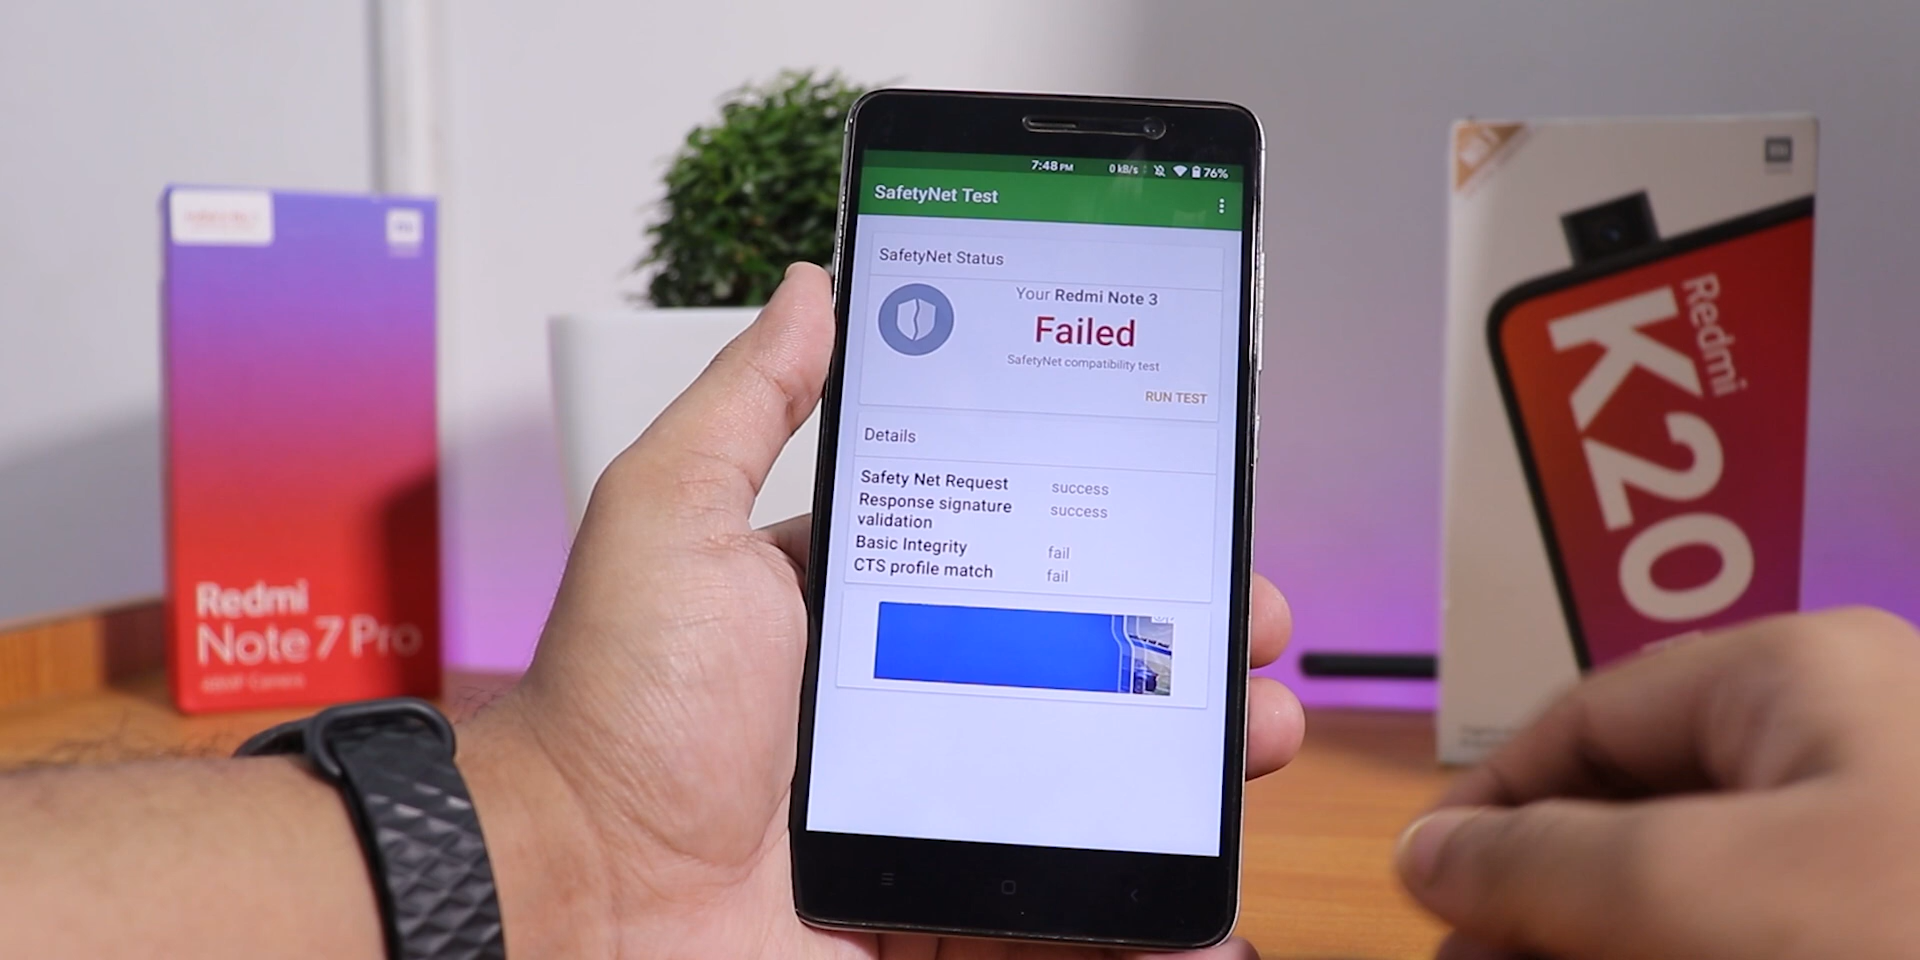 7:48 PM
0 kB/s
76%
SafetyNet Test
SafetyNet Status
Your Redmi Note 3
Failed
SafetyNet compatibility test
RUN TEST
Details
Safety Net Request success
Response signature validation success
Basic Integrity fail
CTS profile match fail
Redmi
Note 7 Pro
Redmi
K20